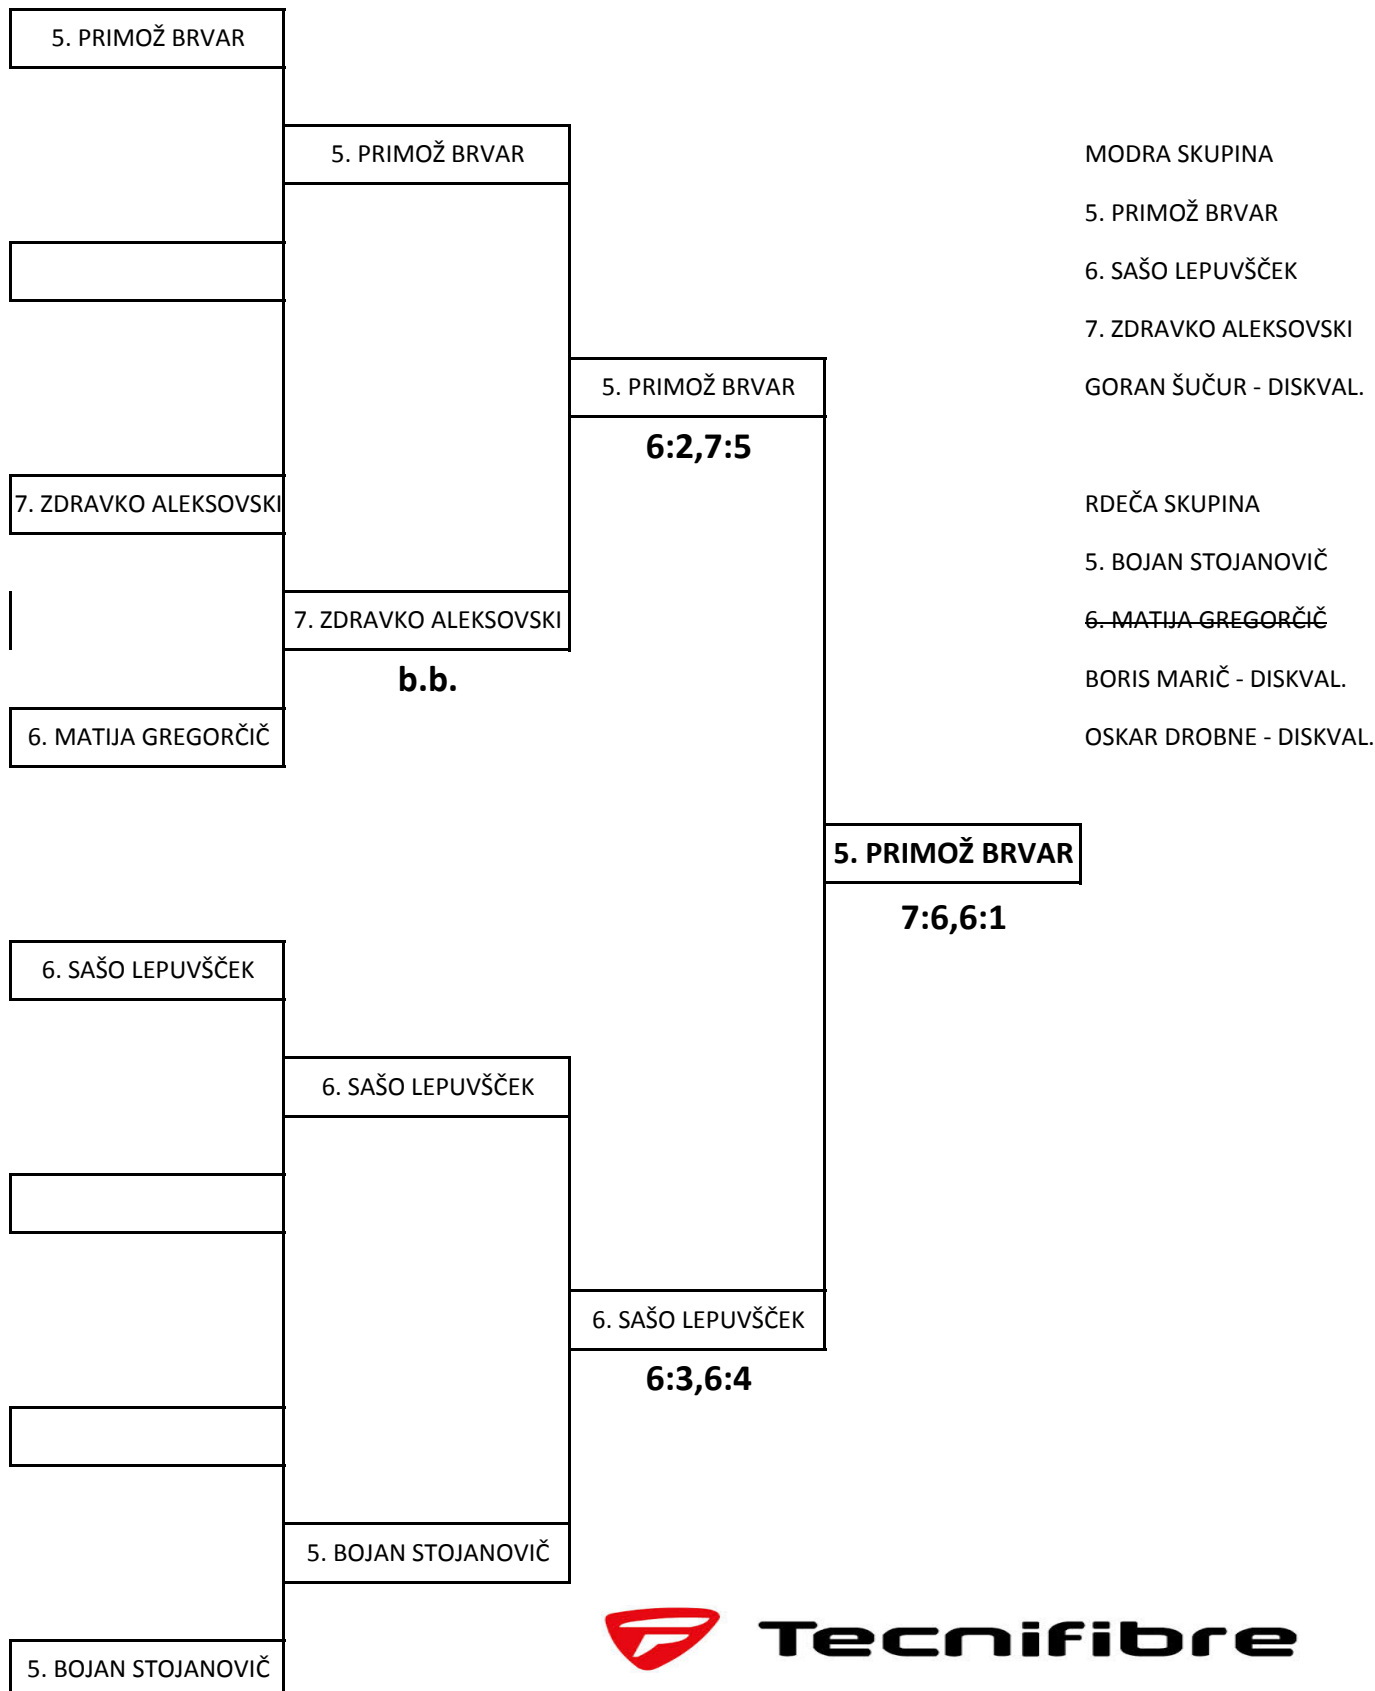 5. PRIMOŽ BRVAR
5. PRIMOŽ BRVAR
MODRA SKUPINA
5. PRIMOŽ BRVAR
6. SAŠO LEPUVŠČEK
7. ZDRAVKO ALEKSOVSKI
5. PRIMOŽ BRVAR
GORAN ŠUČUR - DISKVAL.
6:2,7:5
7. ZDRAVKO ALEKSOVSKI
RDEČA SKUPINA
5. BOJAN STOJANOVIČ
7. ZDRAVKO ALEKSOVSKI
6. MATIJA GREGORČIČ
b.b.
BORIS MARIČ - DISKVAL.
6. MATIJA GREGORČIČ
OSKAR DROBNE - DISKVAL.
5. PRIMOŽ BRVAR
7:6,6:1
6. SAŠO LEPUVŠČEK
6. SAŠO LEPUVŠČEK
6. SAŠO LEPUVŠČEK
6:3,6:4
5. BOJAN STOJANOVIČ
Tecnifibre
5. BOJAN STOJANOVIČ